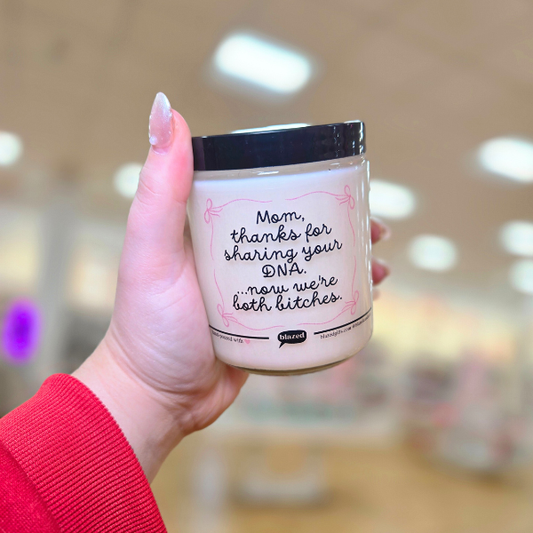 Mom,
thanks for
sharing your
DNA.
...now we're
both bitches.
blazed